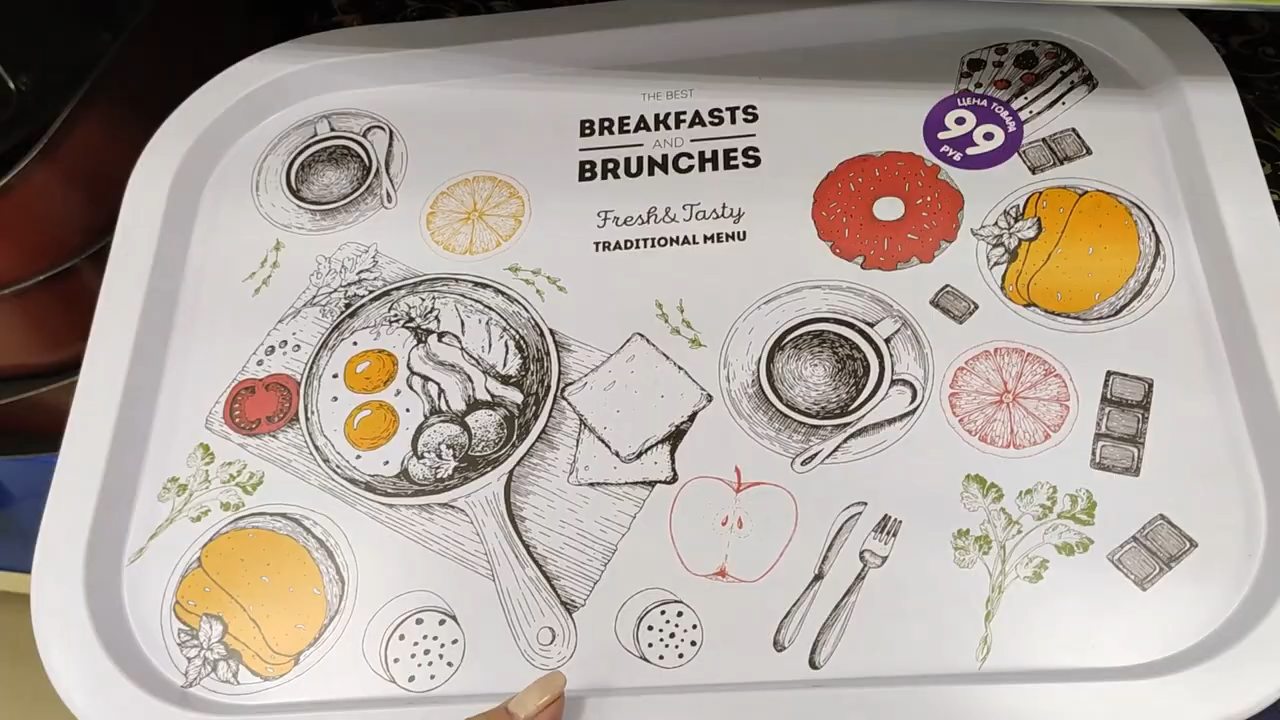 THE BEST
BREAKFASTS
AND
BRUNCHES
Fresh & Tasty
TRADITIONAL MENU
ЦЕНА ТОВАРА
99
РУБ